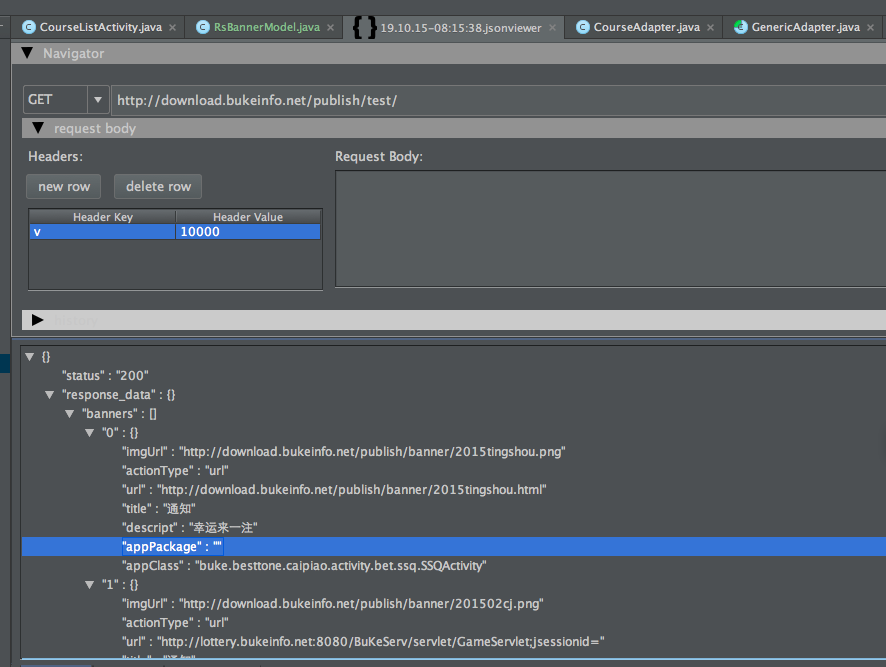 CourseListActivity.java RsBannerModel.java {} 19.10.15-08:15:38.jsonviewer CourseAdapter.java GenericAdapter.java
Navigator
GET http://download.bukeinfo.net/publish/test/
request body
Headers: Request Body:
new row delete row
Header Key Header Value
v 10000
{}
"status" : "200"
"response_data" : {}
"banners" : []
"0" : {}
"imgUrl" : "http://download.bukeinfo.net/publish/banner/2015tingshou.png"
"actionType" : "url"
"url" : "http://download.bukeinfo.net/publish/banner/2015tingshou.html"
"title" : "通知"
"descript" : "幸运来一注"
"appPackage" : ""
"appClass" : "buke.besttone.caipiao.activity.bet.ssq.SSQActivity"
"1" : {}
"imgUrl" : "http://download.bukeinfo.net/publish/banner/201502cj.png"
"actionType" : "url"
"url" : "http://lottery.bukeinfo.net:8080/BuKeServ/servlet/GameServlet;jsessionid="
"title" : "通知"